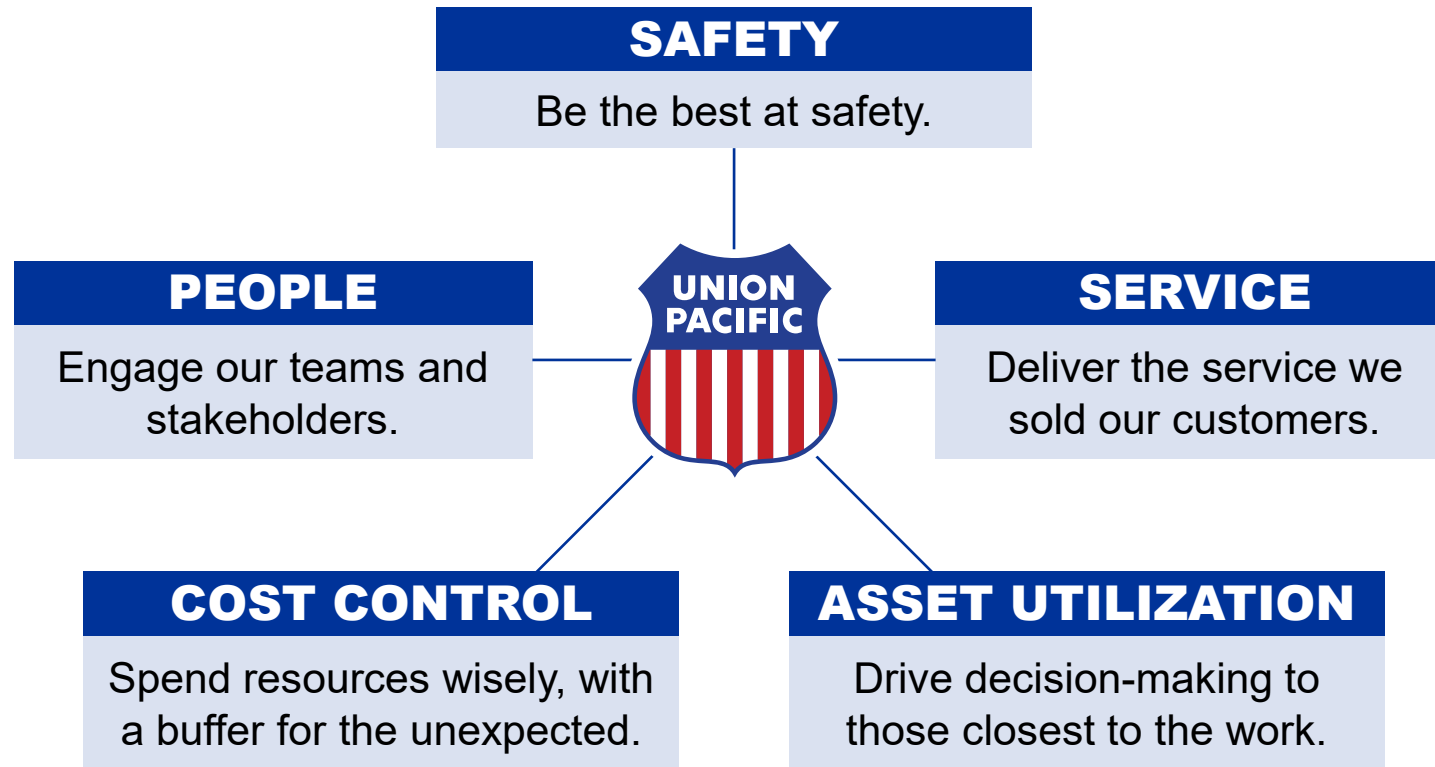 SAFETY
Be the best at safety.
PEOPLE
Engage our teams and
stakeholders.
UNION
PACIFIC
SERVICE
Deliver the service we
sold our customers.
COST CONTROL
Spend resources wisely, with
a buffer for the unexpected.
ASSET UTILIZATION
Drive decision-making to
those closest to the work.